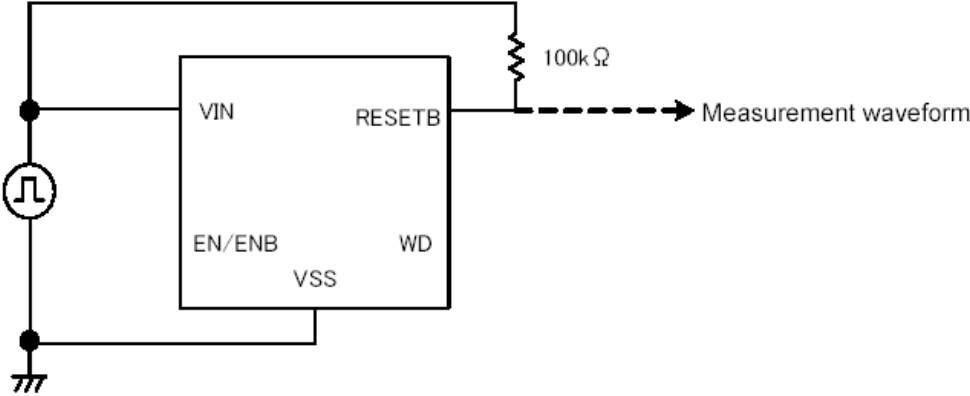 100kΩ
VIN
RESETB
Measurement waveform
EN/ENB
WD
VSS